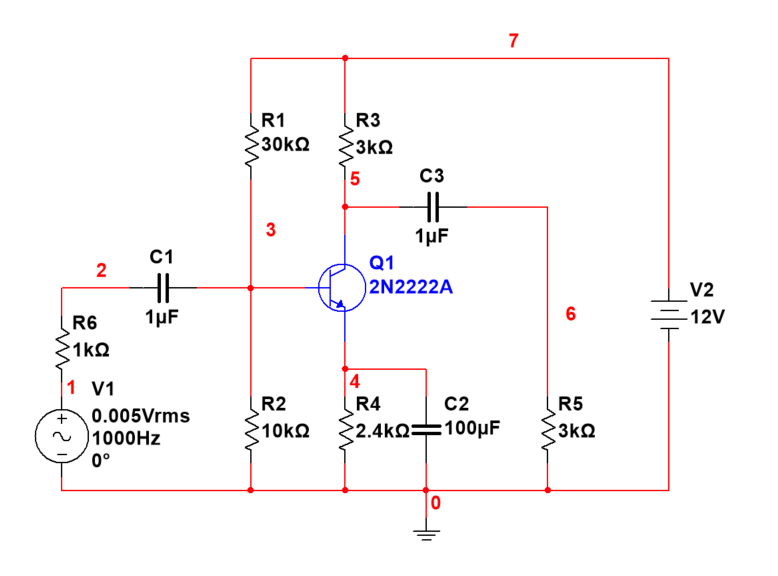 7
R1
30kΩ
R3
3kΩ
5
C3
1µF
3
Q1
2N2222A
2
C1
1µF
V2
12V
6
R6
1kΩ
1
V1
0.005Vrms
1000Hz
0°
4
R2
10kΩ
R4
2.4kΩ
C2
100µF
R5
3kΩ
0